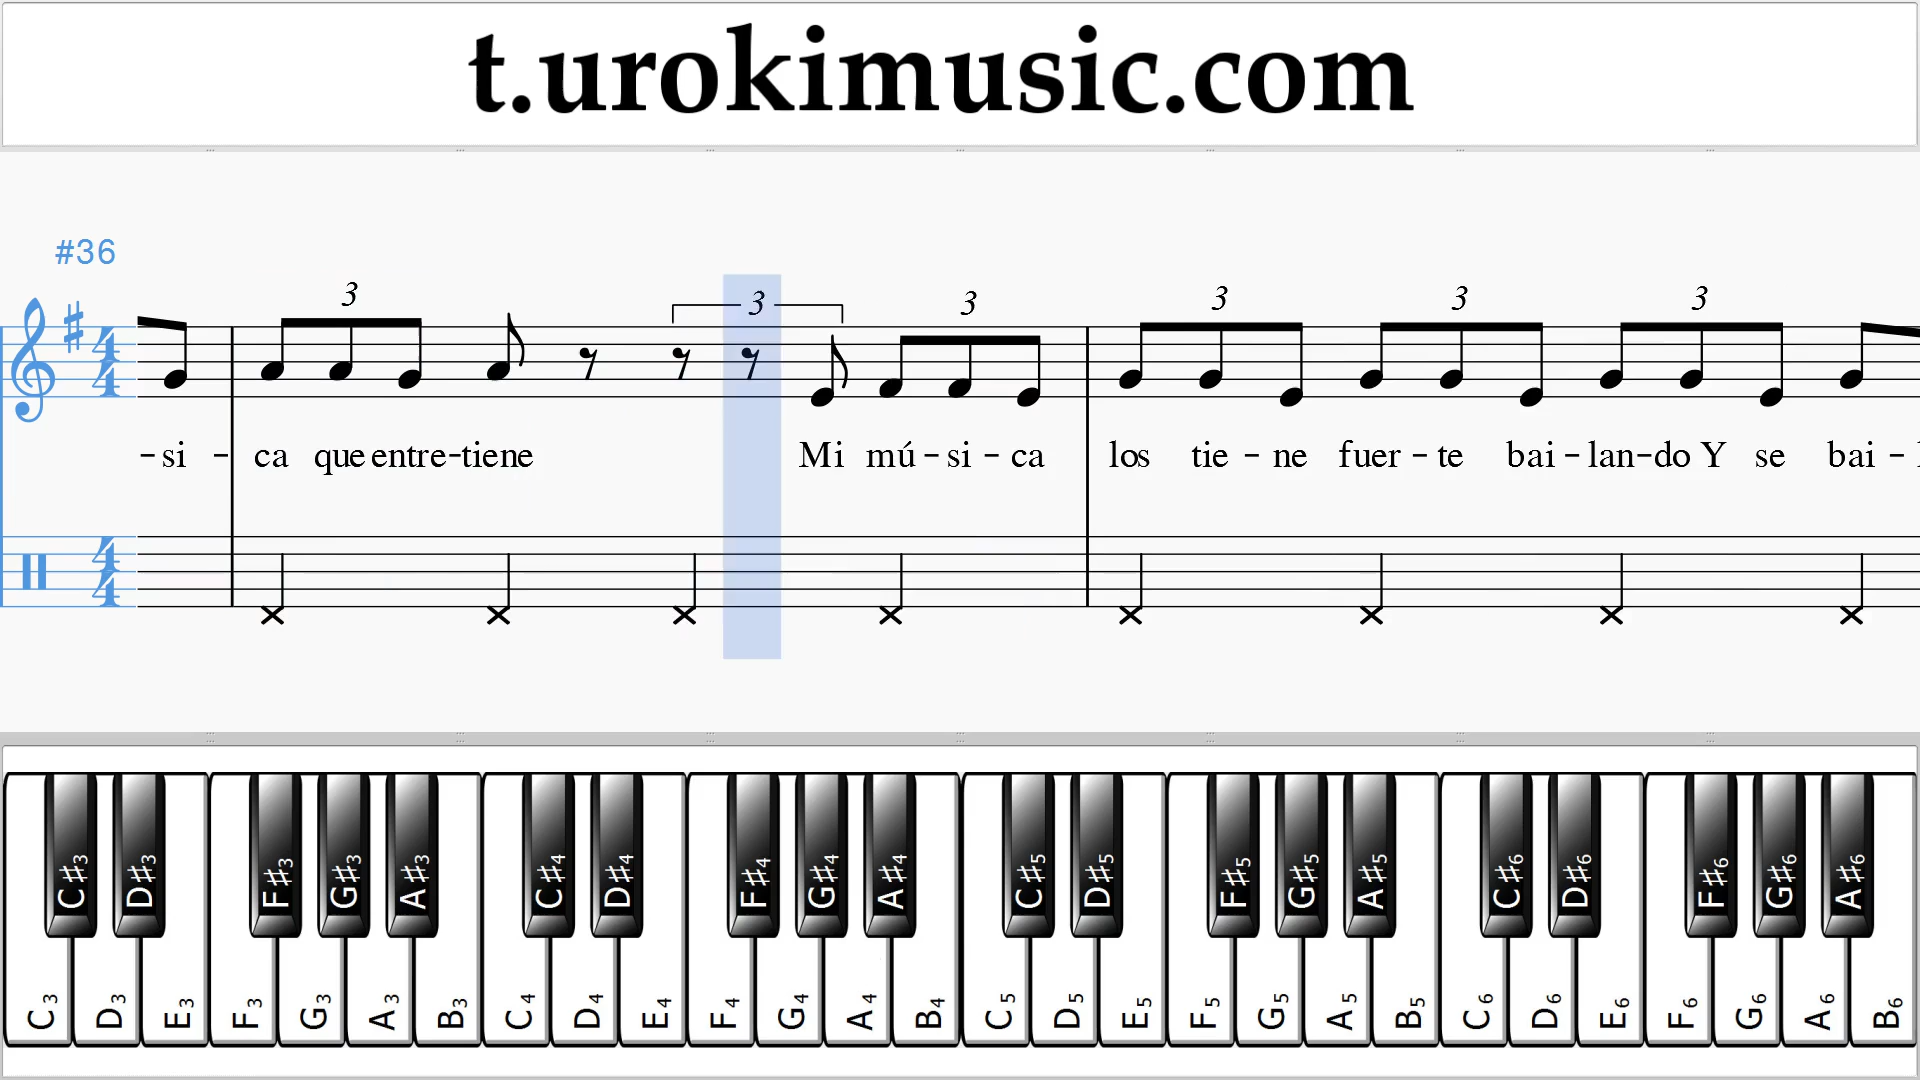 t.urokimusic.com
#36
3 3 3 3 3 3
4 4
-si - ca que entre-tiene Mi mú-si-ca los tie-ne fuer-te bai-lan-do Y se bai-
4 4
C#3 D#3 F#3 G#3 A#3 C#4 D#4 F#4 G#4 A#4 C#5 D#5 F#5 G#5 A#5 C#6 D#6 F#6 G#6 A#6
C3 D3 E3 F3 G3 A3 B3 C4 D4 E4 F4 G4 A4 B4 C5 D5 E5 F5 G5 A5 B5 C6 D6 E6 F6 G6 A6 B6